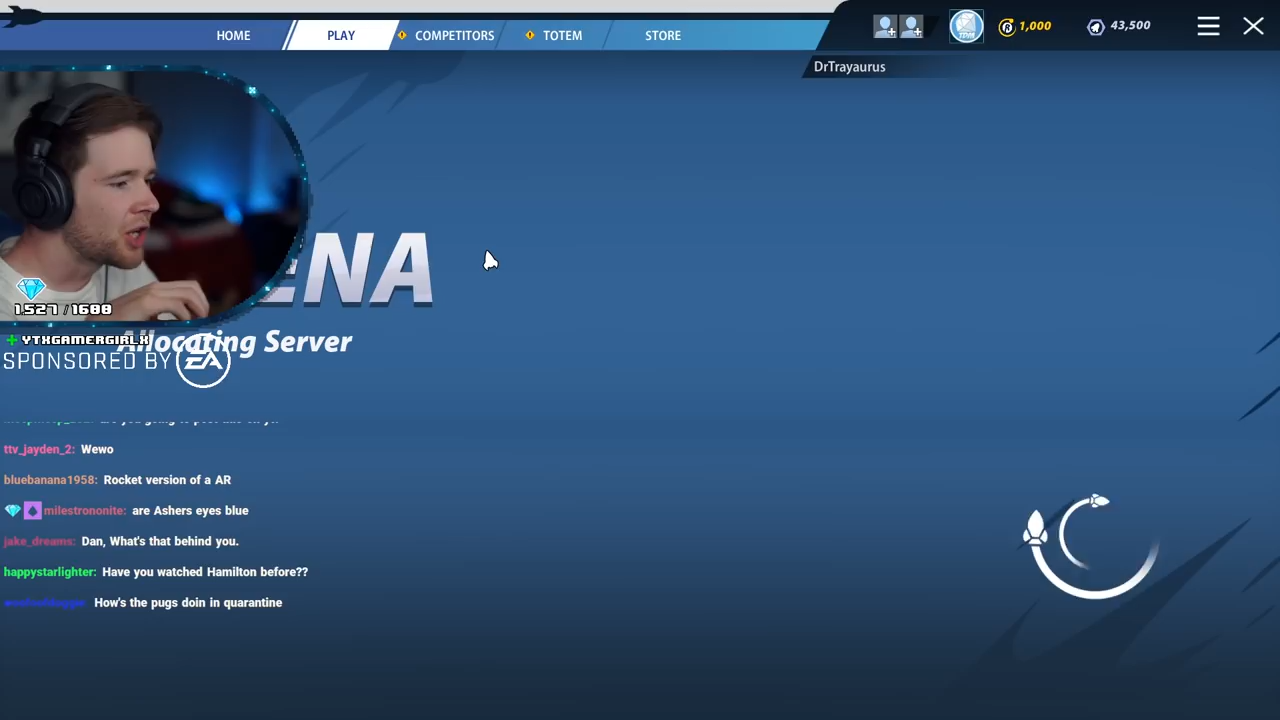 HOME
PLAY
COMPETITORS
TOTEM
STORE
1,000
43,500
DrTrayaurus
ENA
Allocating Server
1,527 / 1600
+ YTXGAMERGIRLX
SPONSORED BY EA
ttv_jayden_2: Wewo
bluebanana1958: Rocket version of a AR
milestrononite: are Ashers eyes blue
jake_dreams: Dan, What's that behind you.
happystarlighter: Have you watched Hamilton before??
How's the pugs doin in quarantine